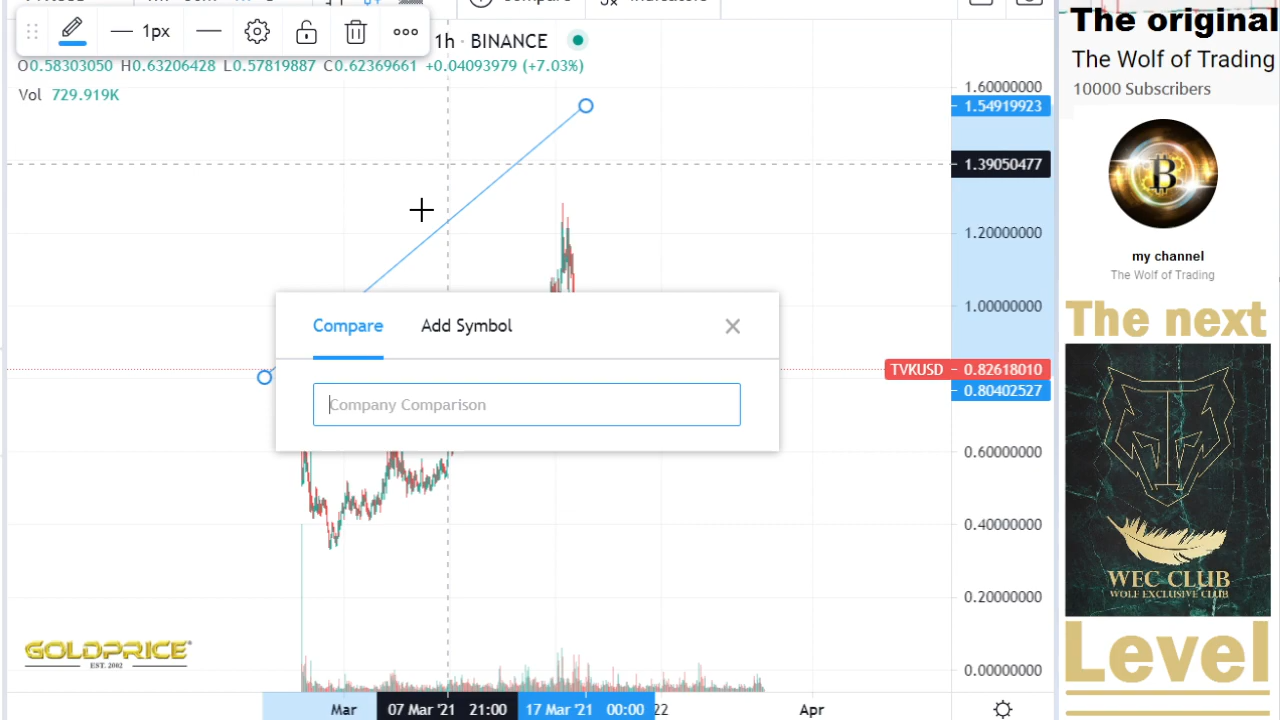 1px
1h · BINANCE
O0.58303050 H0.63206428 L0.57819887 C0.62369661 +0.04093979 (+7.03%)
Vol 729.919K
1.60000000
1.54919923
1.39050477
1.20000000
1.00000000
TVKUSD
0.82618010
0.80402527
0.60000000
0.40000000
0.20000000
0.00000000
Compare
Add Symbol
Company Comparison
GOLDPRICE
EST. 2002
Mar
07 Mar '21 21:00
17 Mar '21 00:00
22
Apr
The original
The Wolf of Trading
10000 Subscribers
my channel
The Wolf of Trading
The next
WEC CLUB
WOLF EXCLUSIVE CLUB
Level